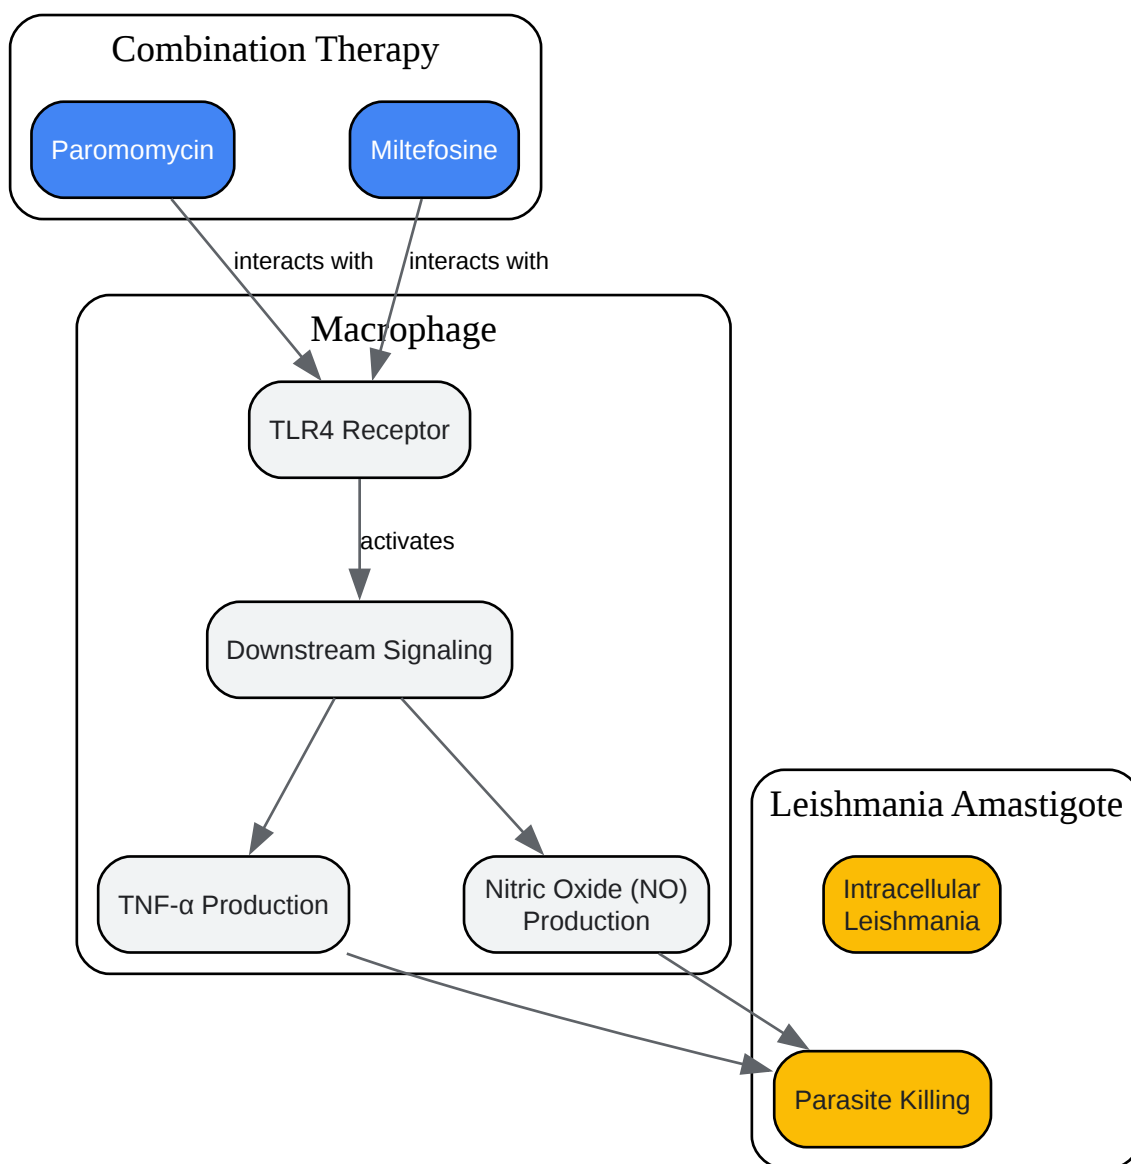 Combination Therapy
Paromomycin
Miltefosine
interacts with
interacts with
Macrophage
TLR4 Receptor
activates
Downstream Signaling
TNF-α Production
Nitric Oxide (NO)
Production
Leishmania Amastigote
Intracellular
Leishmania
Parasite Killing